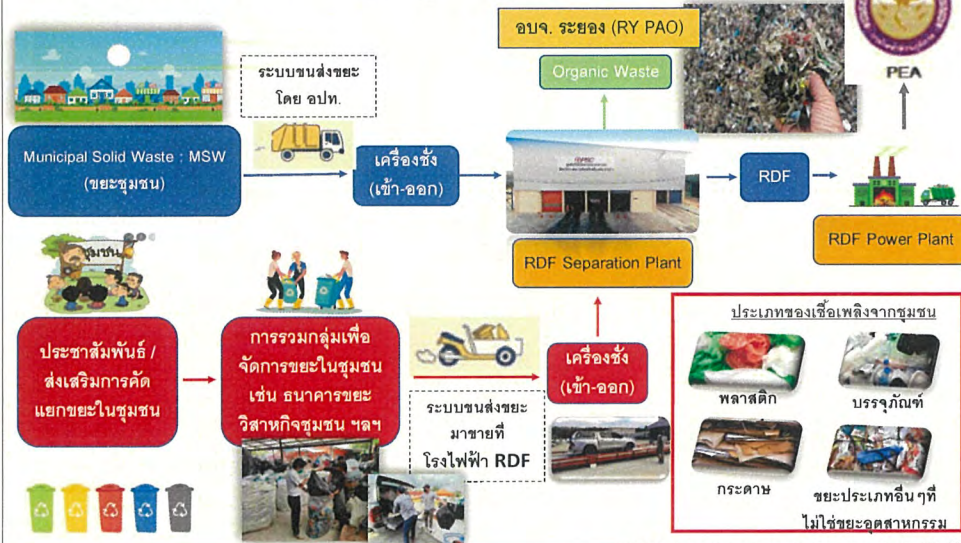 อบจ. ระยอง (RY PAO)
Organic Waste
PEA
ระบบขนส่งขยะ
โดย อปท.
Municipal Solid Waste : MSW
(ขยะชุมชน)
เครื่องชั่ง
(เข้า-ออก)
GPSC
RDF
RDF Separation Plant
RDF Power Plant
ชุมชน
ประชาสัมพันธ์ /
ส่งเสริมการคัด
แยกขยะในชุมชน
การรวมกลุ่มเพื่อ
จัดการขยะในชุมชน
เช่น ธนาคารขยะ
วิสาหกิจชุมชน ฯลฯ
ระบบขนส่งขยะ
มาขายที่
โรงไฟฟ้า RDF
เครื่องชั่ง
(เข้า-ออก)
ประเภทของเชื้อเพลิงจากชุมชน
พลาสติก
บรรจุภัณฑ์
กระดาษ
ขยะประเภทอื่นๆที่
ไม่ใช่ขยะอุตสาหกรรม